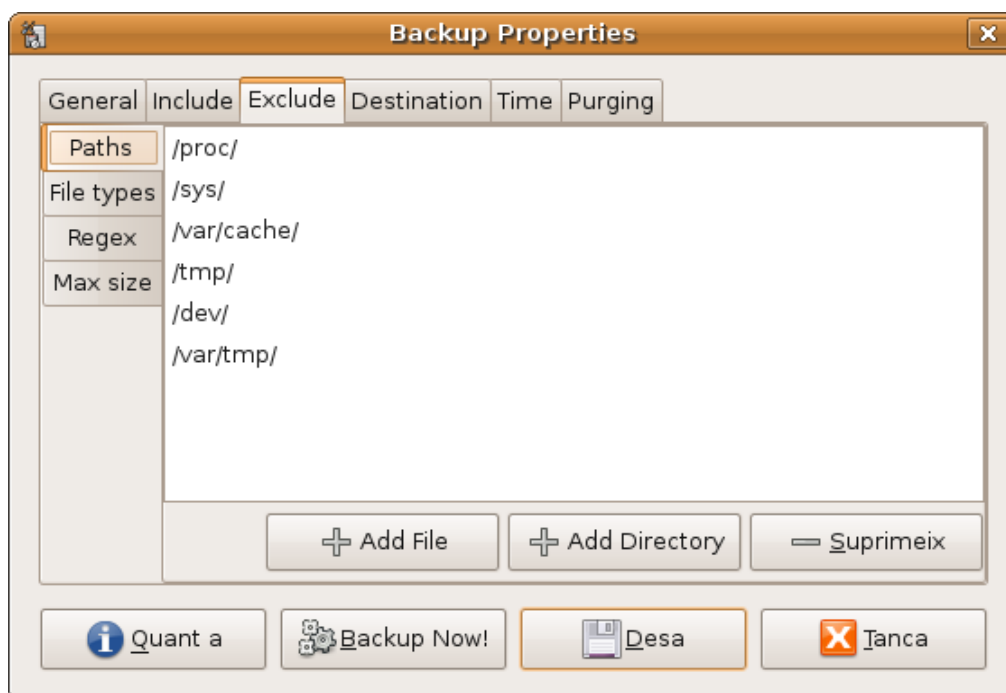 Backup Properties
General Include Exclude Destination Time Purging
Paths
File types
Regex
Max size
/proc/
/sys/
/var/cache/
/tmp/
/dev/
/var/tmp/
Add File Add Directory Suprimeix
Quant a Backup Now! Desa Tanca